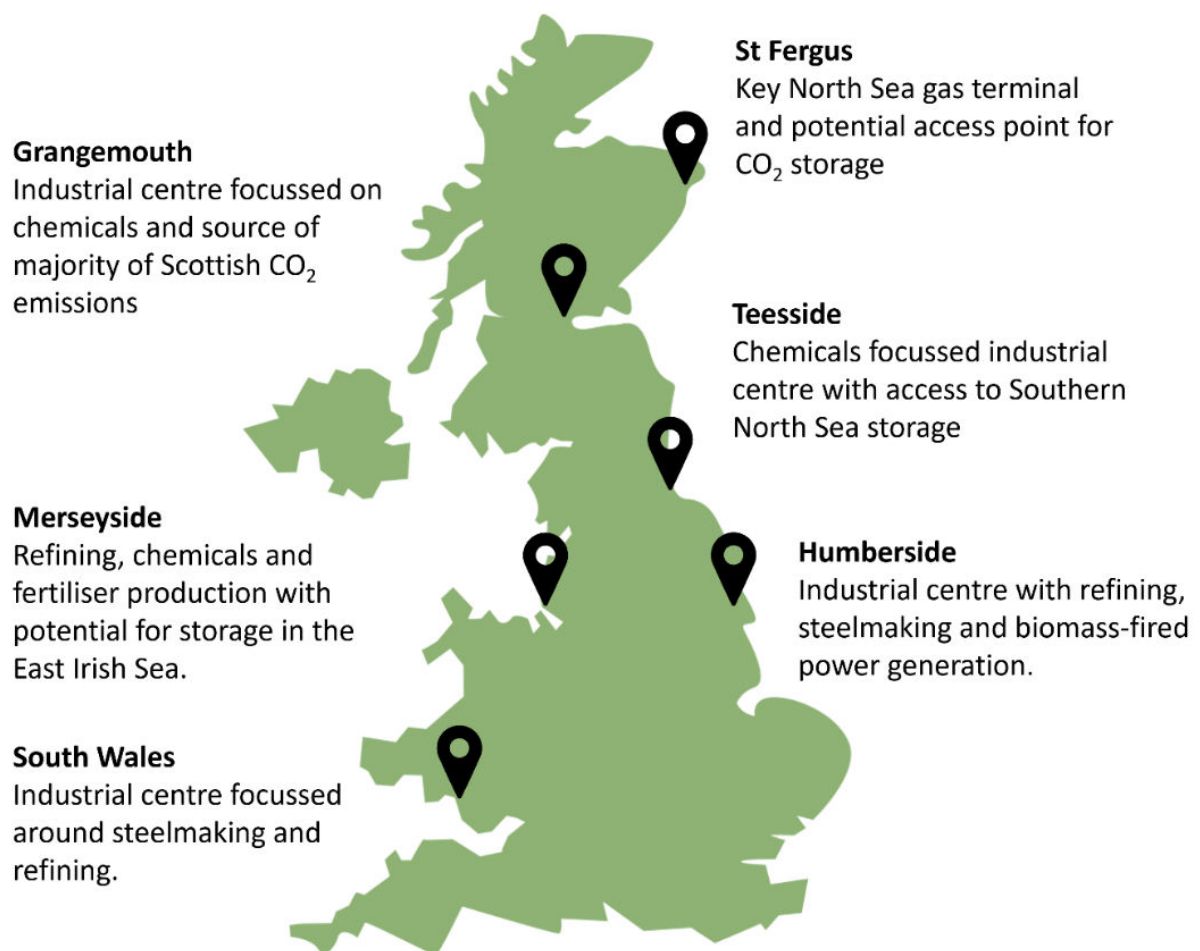 St Fergus
Key North Sea gas terminal
and potential access point for
CO₂ storage
Grangemouth
Industrial centre focussed on
chemicals and source of
majority of Scottish CO₂
emissions
Teesside
Chemicals focussed industrial
centre with access to Southern
North Sea storage
Merseyside
Refining, chemicals and
fertiliser production with
potential for storage in the
East Irish Sea.
Humberside
Industrial centre with refining,
steelmaking and biomass-fired
power generation.
South Wales
Industrial centre focussed
around steelmaking and
refining.